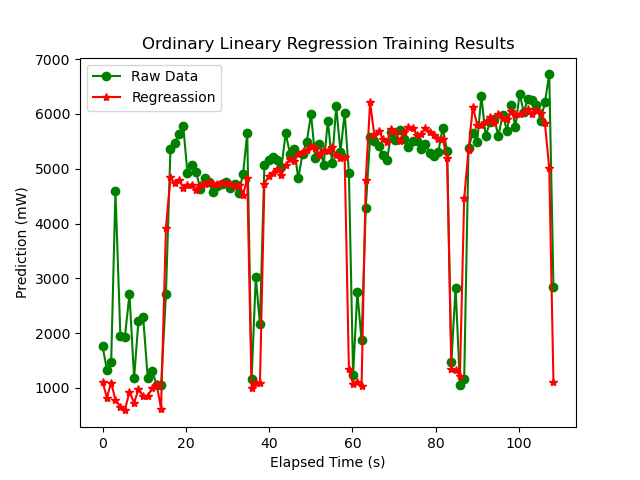 Ordinary Lineary Regression Training Results
Raw Data
Regreassion
Prediction (mW)
7000
6000
5000
4000
3000
2000
1000
0
20
40
60
80
100
Elapsed Time (s)